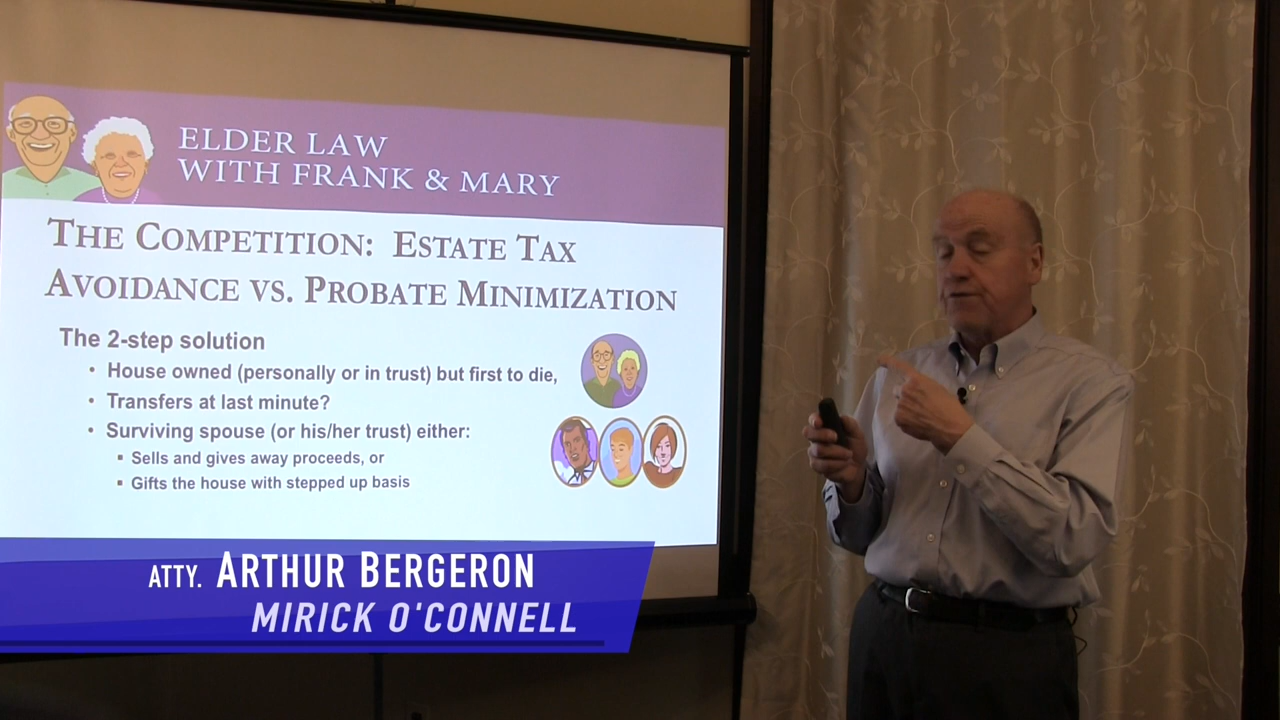 ELDER LAW
WITH FRANK & MARY
THE COMPETITION: ESTATE TAX
AVOIDANCE VS. PROBATE MINIMIZATION
The 2-step solution
• House owned (personally or in trust) but first to die,
• Transfers at last minute?
• Surviving spouse (or his/her trust) either:
▪ Sells and gives away proceeds, or
▪ Gifts the house with stepped up basis
ATTY. ARTHUR BERGERON
MIRICK O'CONNELL